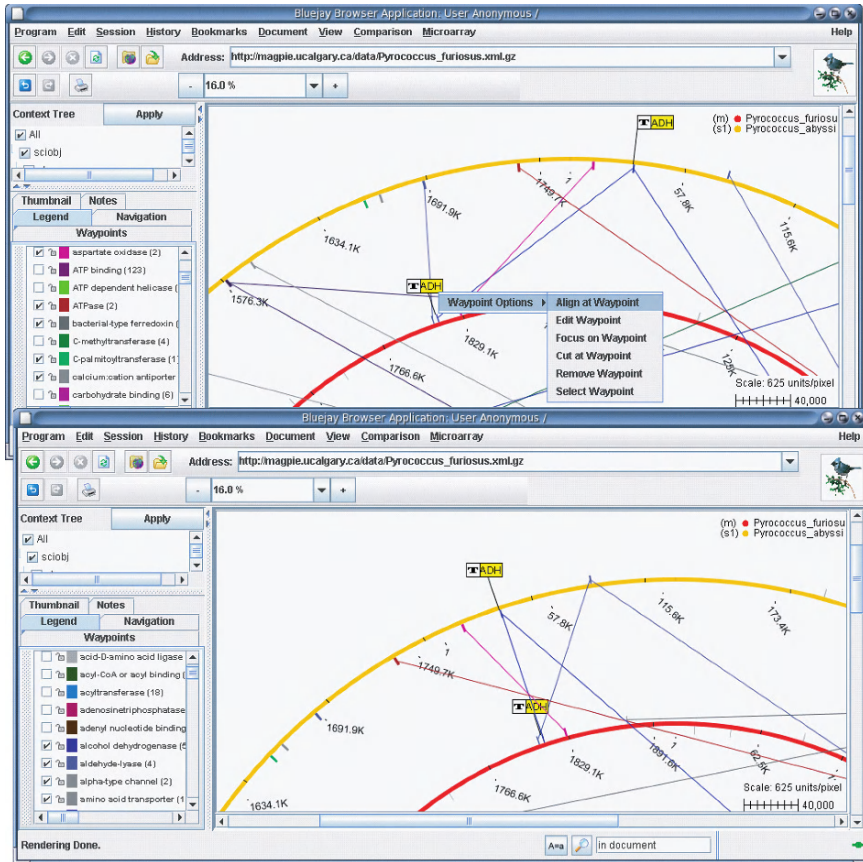 Bluejay Browser Application: User Anonymous /
Program Edit Session History Bookmarks Document View Comparison Microarray Help
Address: http://magpie.ucalgary.ca/data/Pyrococcus_furiosus.xml.gz
- 16.0 % +
Context Tree Apply
All
sciobj
Thumbnail Notes
Legend Navigation
Waypoints
aspartate oxidase (2)
ATP binding (123)
ATP dependent helicase (
ATPase (2)
bacterial-type ferredoxin (
C-methyltransferase (4)
C-palmitoyltransferase (1
calcium:cation antiporter
carbohydrate binding (6)
(m) Pyrococcus_furiosu
(s1) Pyrococcus_abyssi
T ADH
1749.7K
1
57.8K
1691.9K
115.6K
1634.1K
1576.3K
T ADH
Waypoint Options
Align at Waypoint
Edit Waypoint
Focus on Waypoint
Cut at Waypoint
Remove Waypoint
Select Waypoint
1829.1K
1766.6K
Scale: 625 units/pixel
40,000
Bluejay Browser Application: User Anonymous /
Program Edit Session History Bookmarks Document View Comparison Microarray Help
Address: http://magpie.ucalgary.ca/data/Pyrococcus_furiosus.xml.gz
- 16.0 % +
Context Tree Apply
All
sciobj
Thumbnail Notes
Legend Navigation
Waypoints
acid-D-amino acid ligase
acyl-CoA or acyl binding (
acyltransferase (18)
adenosinetriphosphatase
adenyl nucleotide binding
alcohol dehydrogenase (5
aldehyde-lyase (4)
alpha-type channel (2)
amino acid transporter (1
(m) Pyrococcus_furiosu
(s1) Pyrococcus_abyssi
T ADH
57.8K
115.6K
173.4K
1
1749.7K
1691.9K
1634.1K
T ADH
1829.1K
1891.6K
1
62.5K
1766.6K
Scale: 625 units/pixel
40,000
Rendering Done.
A=a in document